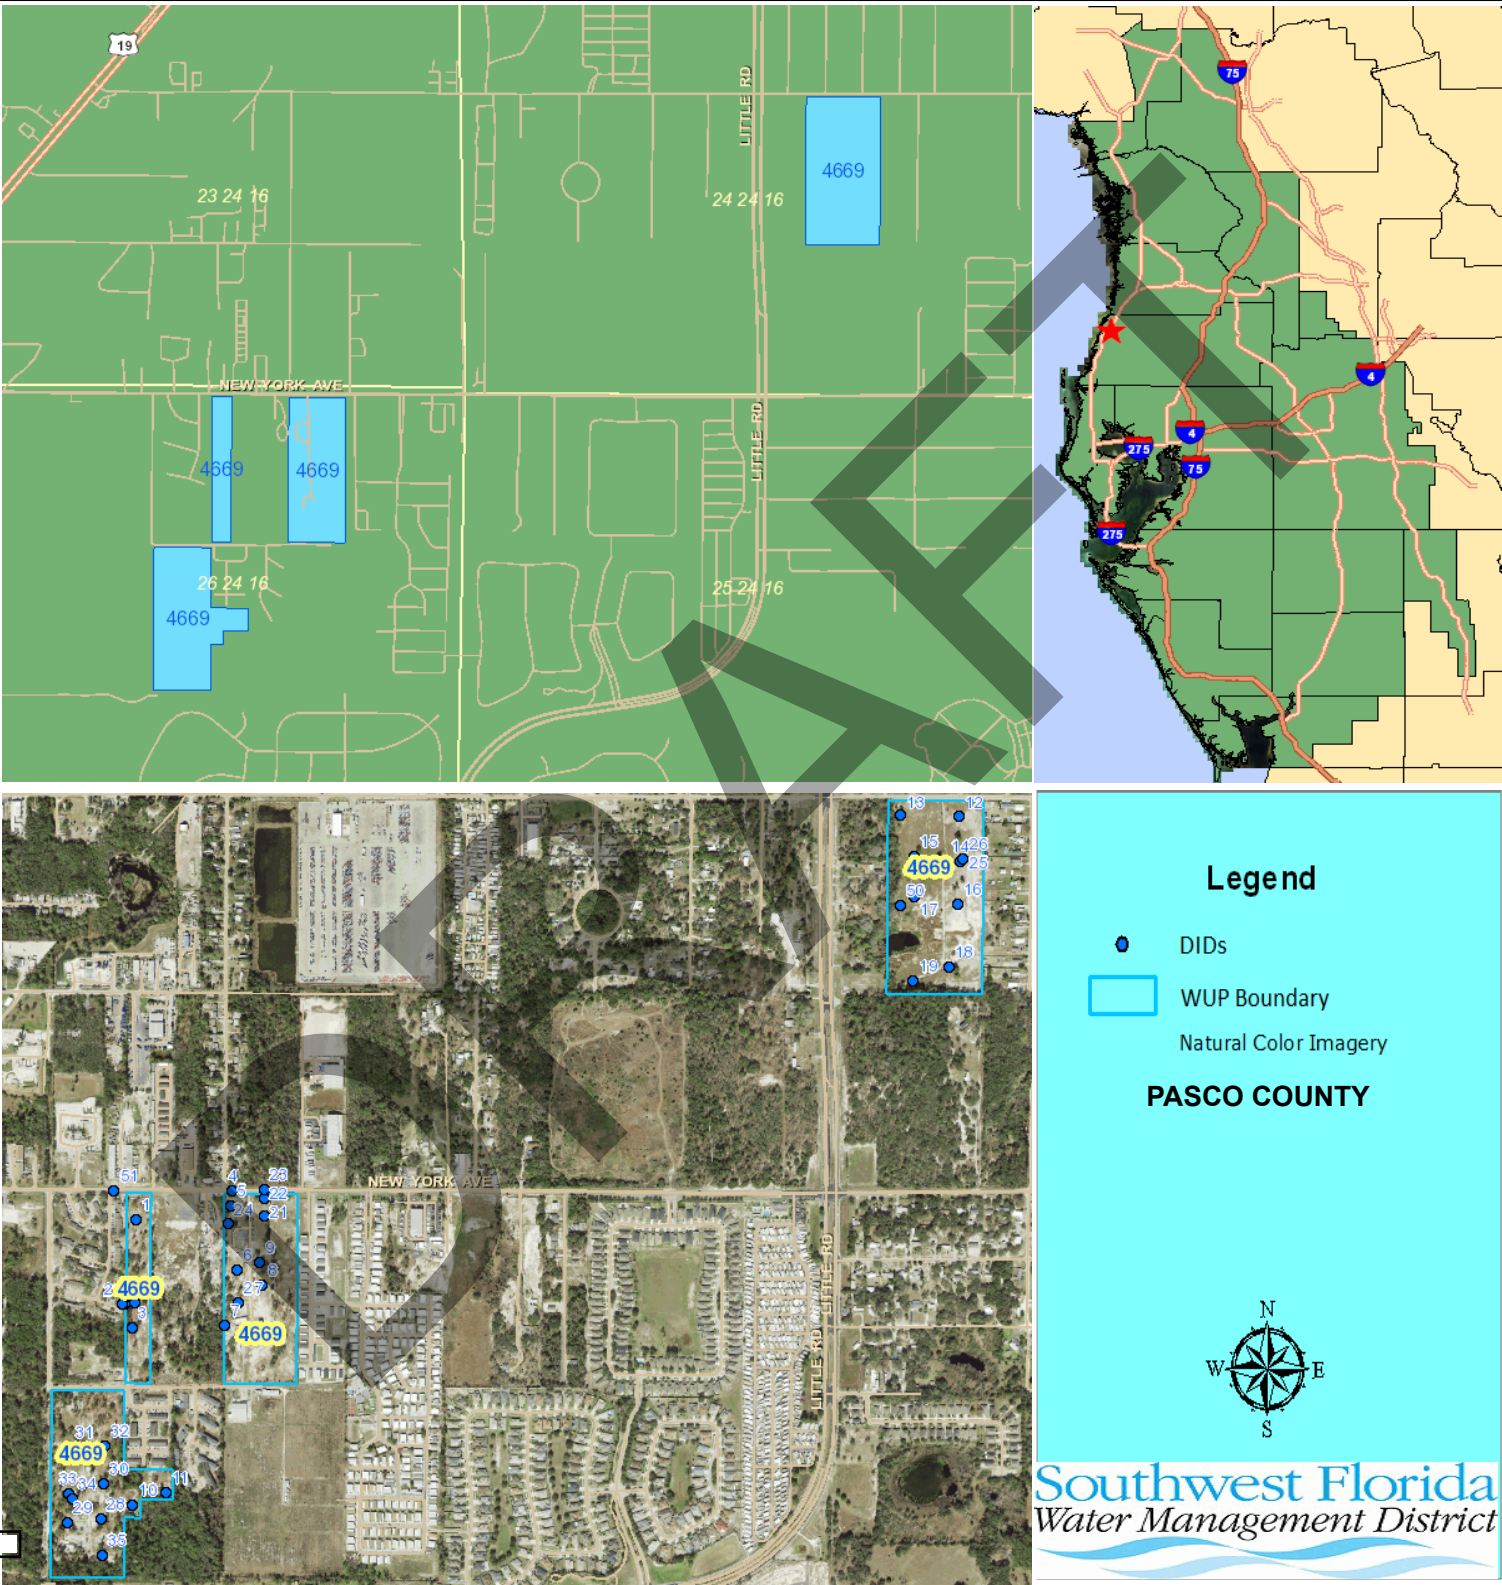 19
LITTLE RD
4669
23 24 16
24 24 16
NEW YORK AVE
4669
4669
LITTLE RD
26 24 16
25 24 16
4669
75
4
4
275
75
275
DRAFT
13
12
15
14
26
25
4669
50
17
16
18
19
NEW YORK AVE
51
4
23
5
22
24
21
1
9
6
8
2
4669
27
3
7
4669
LITTLE RD
LITTLE RD
31
32
4669
30
33
34
11
10
29
28
35
Legend
DIDs
WUP Boundary
Natural Color Imagery
PASCO COUNTY
N
W E
S
Southwest Florida
Water Management District